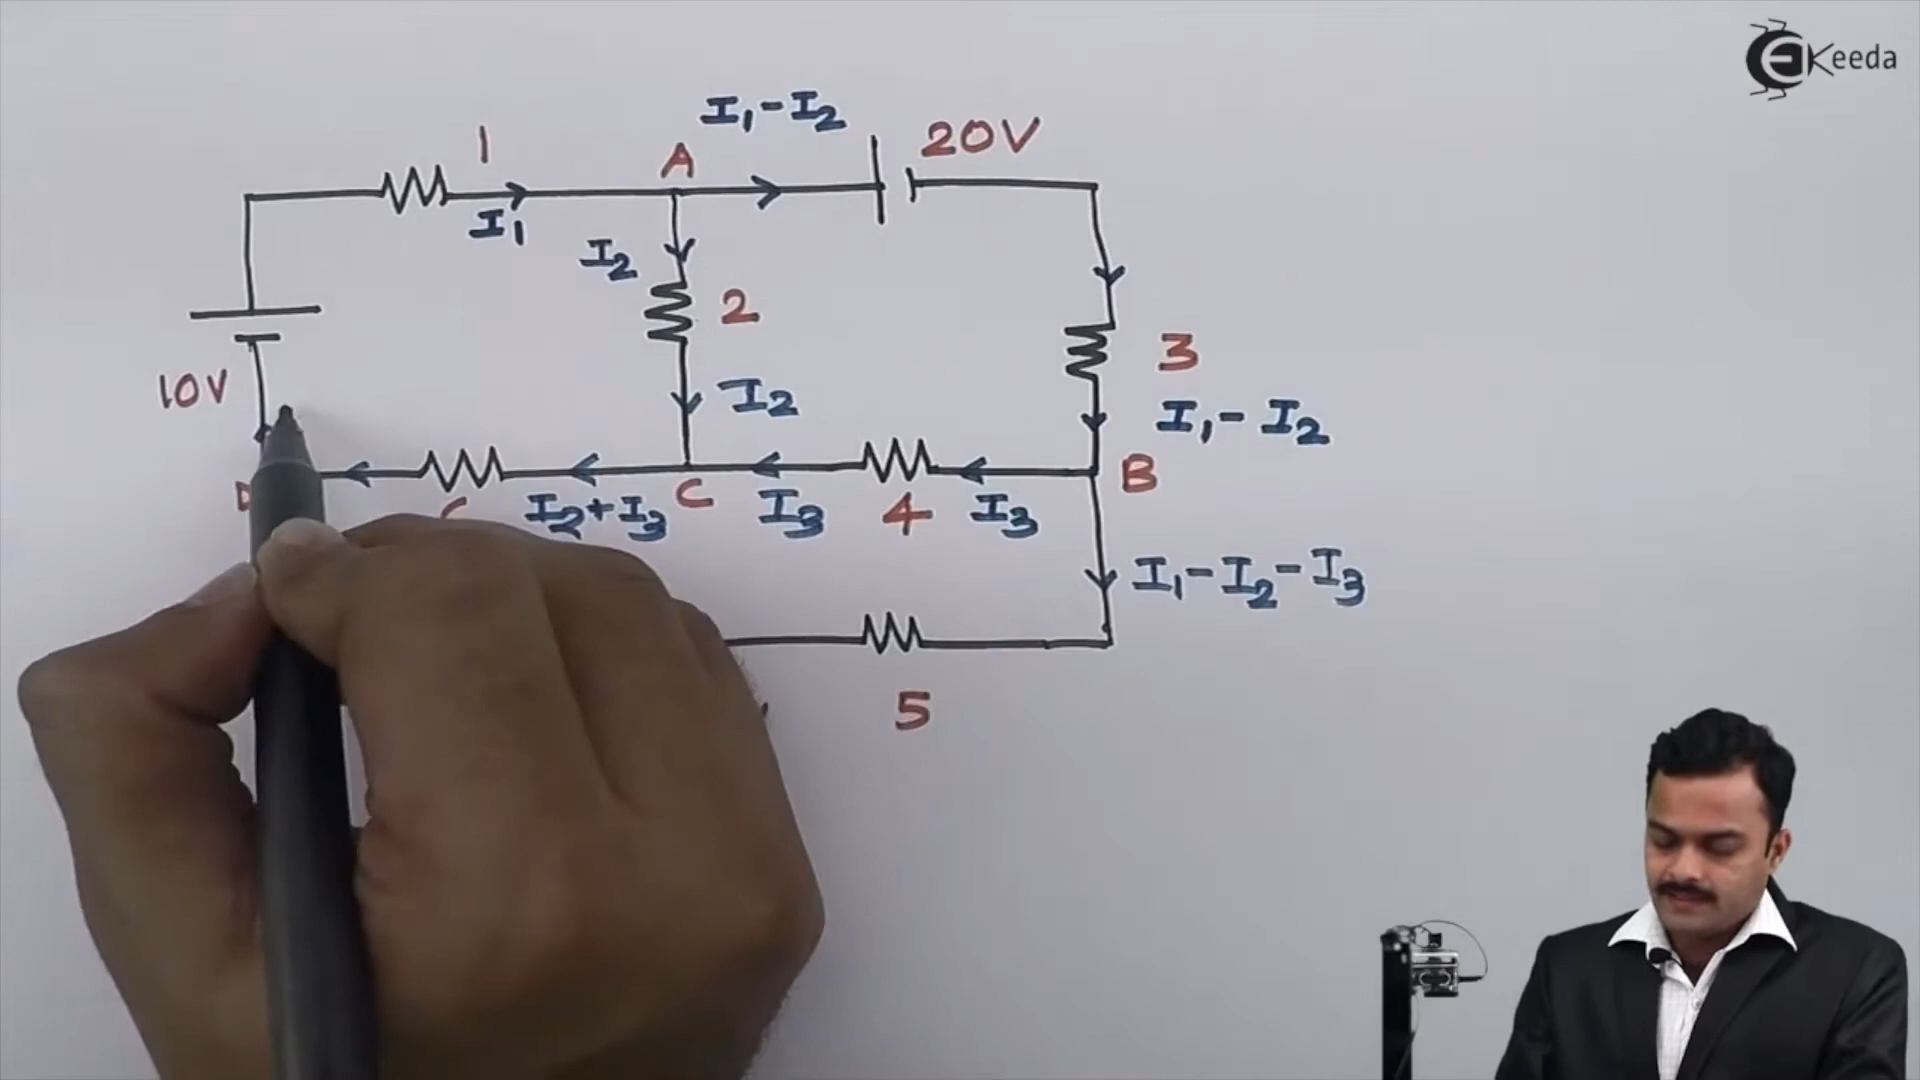 EKeeda
I₁-I₂
20V
1
A
I₁
I₂
2
3
10V
I₂
I₁-I₂
B
I₂+I₃
C
I₃
4
I₃
I₁-I₂-I₃
5